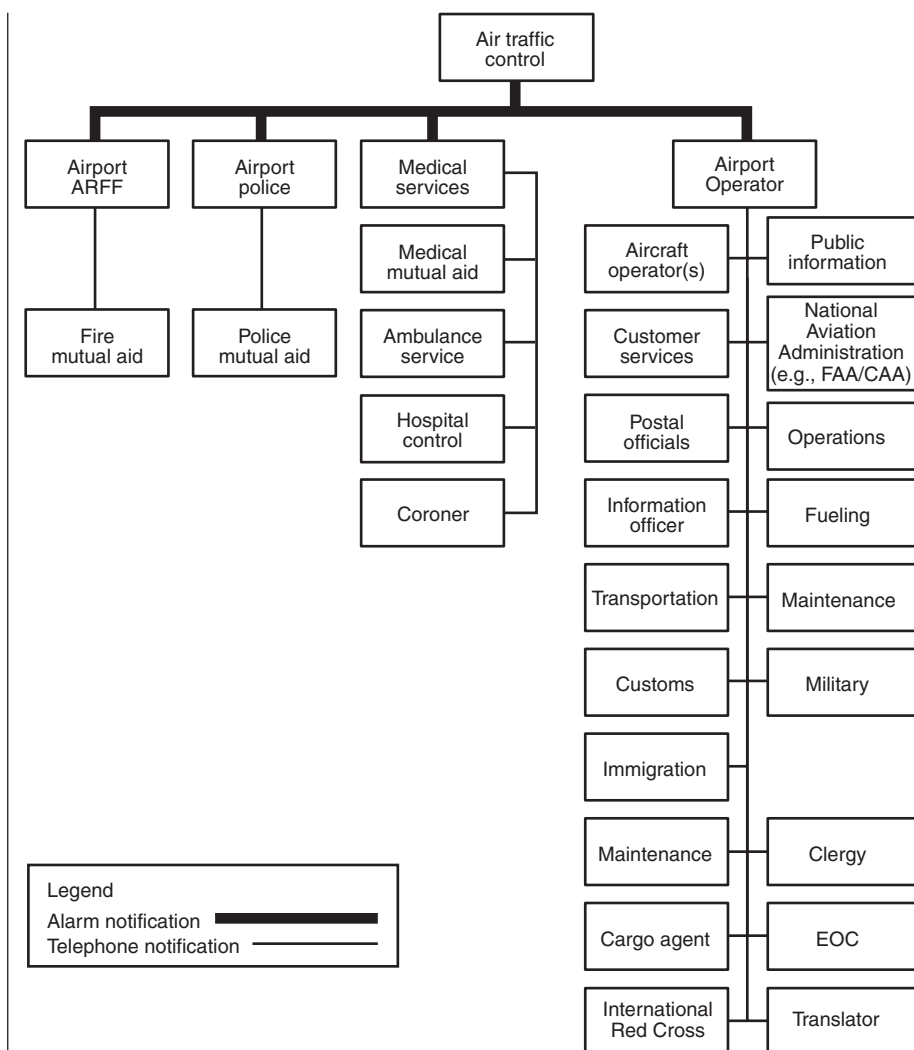 Air traffic
control
Airport
ARFF
Airport
police
Medical
services
Airport
Operator
Fire
mutual aid
Police
mutual aid
Medical
mutual aid
Ambulance
service
Hospital
control
Coroner
Aircraft
operator(s)
Public
information
Customer
services
National
Aviation
Administration
(e.g., FAA/CAA)
Postal
officials
Operations
Information
officer
Fueling
Transportation
Maintenance
Customs
Military
Immigration
Maintenance
Clergy
Cargo agent
EOC
International
Red Cross
Translator
Legend
Alarm notification
Telephone notification